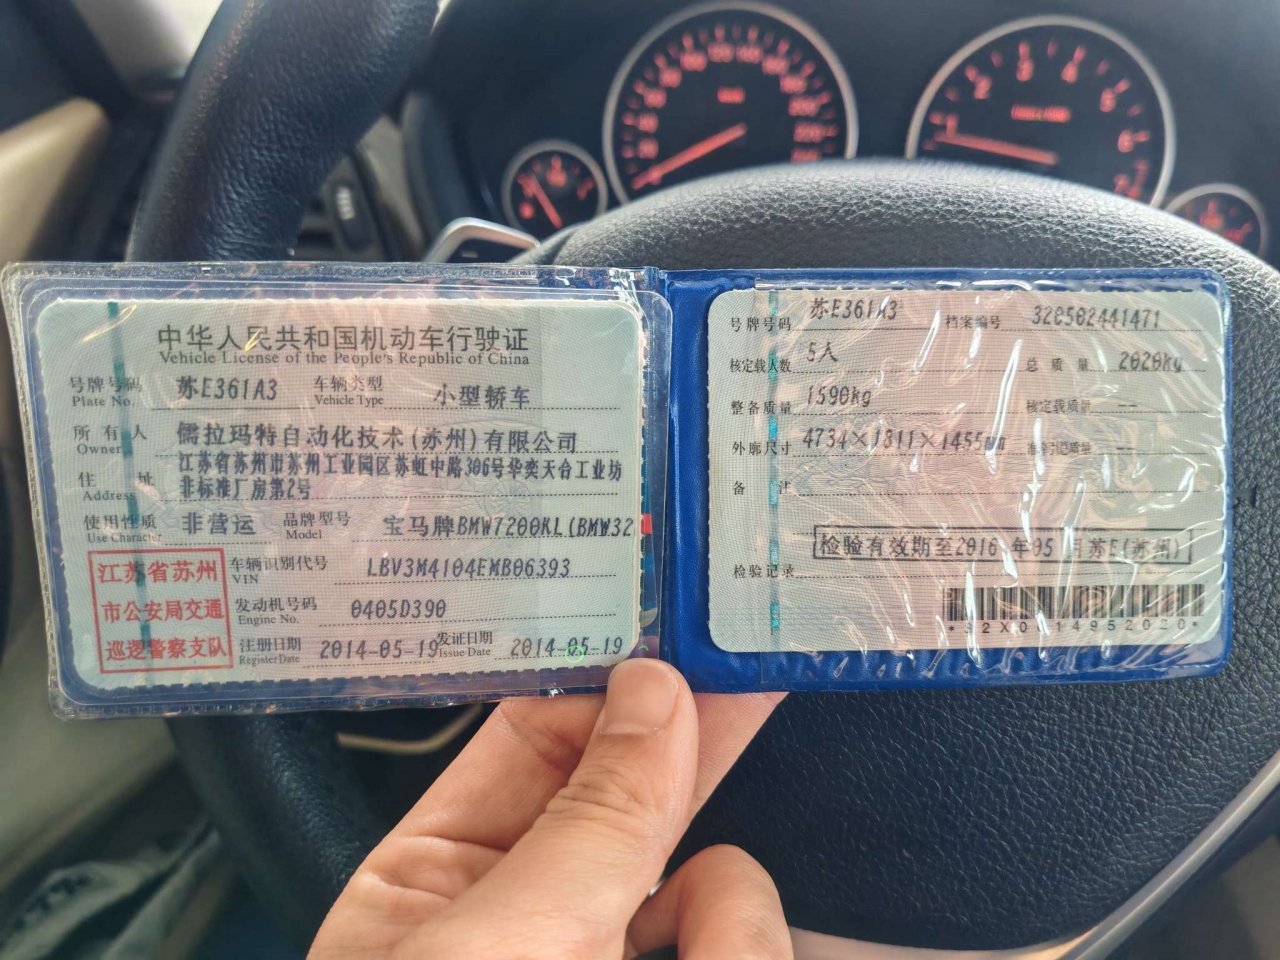 中华人民共和国机动车行驶证
Vehicle License of the People's Republic of China
号牌号码 苏E361A3 车辆类型 小型轿车
Plate No. Vehicle Type
所有人 儒拉玛特自动化技术(苏州)有限公司
Owner
住址 江苏省苏州市苏州工业园区苏虹中路306号华奕天合工业坊
Address 非标准厂房第2号
使用性质 非营运 品牌型号 宝马牌BMW7200KL(BMW32
Use Character Model
江苏省苏州
市公安局交通
巡逻警察支队
车辆识别代号 LBV3M4104EMB06393
VIN
发动机号码 0405D390
Engine No.
注册日期 2014-05-19 发证日期 2014-05-19
Register Date Issue Date
号牌号码 苏E361A3 档案编号 320502441471
核定载人数 5人 总质量 2020kg
整备质量 1590kg 核定载质量 --
外廓尺寸 4734×1811×1455mm 准牵引总质量 --
备注
检验有效期至2016年05月苏E(苏州)
检验记录